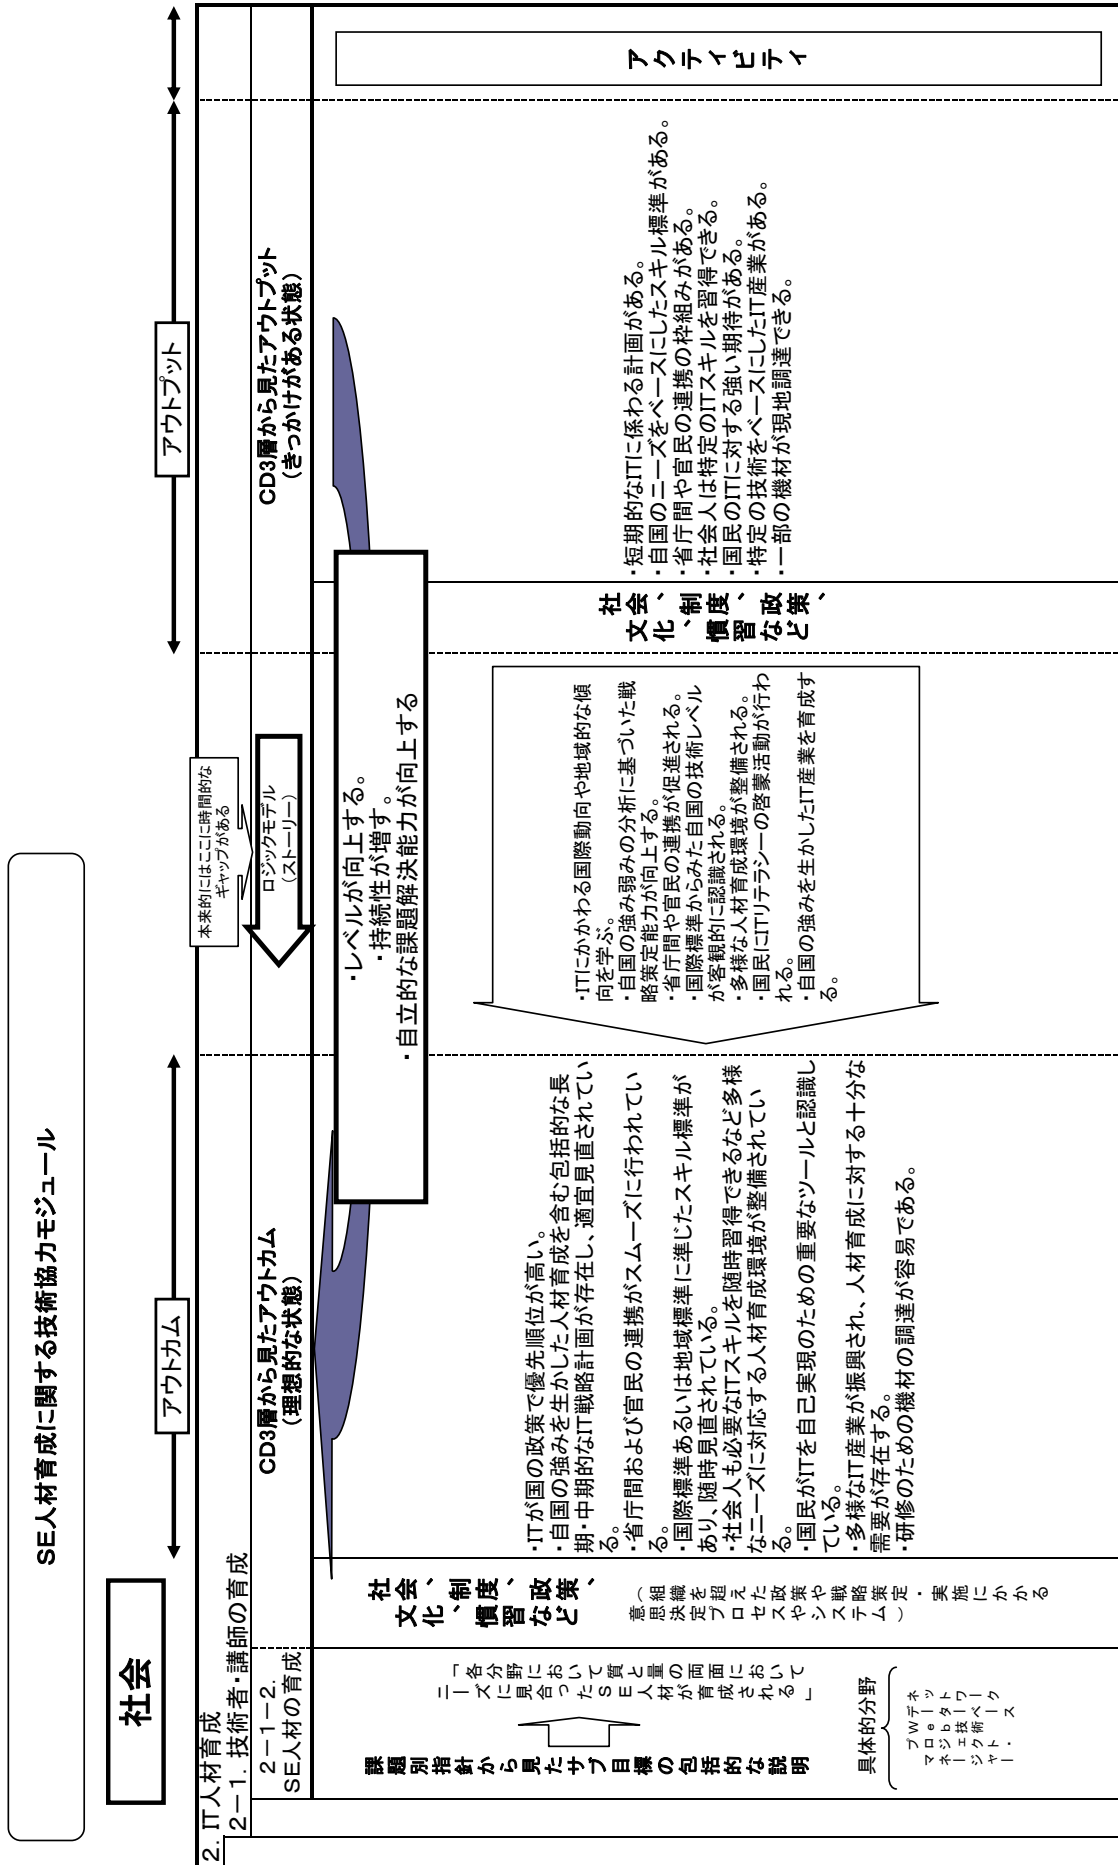 SE人材育成に関する技術協力モジュール
社会
アウトカム
アウトプット
2. IT人材育成
2－1. 技術者・講師の育成
2－1－2.
SE人材の育成
CD3層から見たアウトカム
(理想的な状態)
本来的にはここに時間的な
ギャップがある
ロジックモデル
(ストーリー)
CD3層から見たアウトプット
(きっかけがある状態)
課題別指針から見たサブ目標の包括的な説明
「各分野において質と量の両面において
ニーズに見合ったSE人材が育成される」
具体的分野
プロジェクト・
マネージャー
Web技術
データベース
ネットワーク
社会、制度、政策、
文化、慣習など
（組織を超えた政策や戦略策定・実施にかかる
意思決定プロセスやシステム）
・ITが国の政策で優先順位が高い。
・自国の強みを生かした人材育成を含む包括的な長
期・中期的なIT戦略計画が存在し、適宜見直されてい
る。
・省庁間および官民の連携がスムーズに行われてい
る。
・国際標準あるいは地域標準に準じたスキル標準が
あり、随時見直されている。
・社会人も必要なITスキルを随時習得できるなど多様
なニーズに対応する人材育成環境が整備されてい
る。
・国民がITを自己実現のための重要なツールと認識し
ている。
・多様なIT産業が振興され、人材育成に対する十分な
需要が存在する。
・研修のための機材の調達が容易である。
・レベルが向上する。
・持続性が増す。
・自立的な課題解決能力が向上する
・ITにかかわる国際動向や地域的な傾
向を学ぶ。
・自国の強み弱みの分析に基づいた戦
略策定能力が向上する。
・省庁間や官民の連携が促進される。
・国際標準からみた自国の技術レベル
が客観的に認識される。
・多様な人材育成環境が整備される。
・国民にITリテラシーの啓蒙活動が行わ
れる。
・自国の強みを生かしたIT産業を育成す
る。
社会、制度、政策、
文化、慣習など
・短期的なITに係わる計画がある。
・自国のニーズをベースにしたスキル標準がある。
・省庁間や官民の連携の枠組みがある。
・社会人は特定のITスキルを習得できる。
・国民のITに対する強い期待がある。
・特定の技術をベースにしたIT産業がある。
・一部の機材が現地調達できる。
アクティビティ